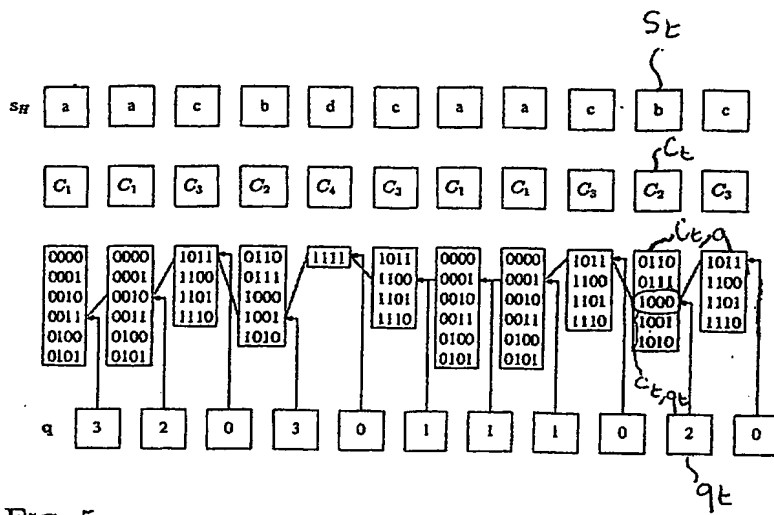 St
s_H a a c b d c a a c b c
Ct
C₁ C₁ C₃ C₂ C₄ C₃ C₁ C₁ C₃ C₂ C₃
0000 0000 1011 0110 1111 1011 0000 0000 1011 0110 1011
0001 0001 1100 0111 1100 0001 0001 1100 0111 1100
0010 0010 1101 1000 1101 0010 0010 1101 1000 1101
0011 0011 1110 1001 1110 0011 0011 1110 1001 1110
0100 0100 1010 0100 0100 1010
0101 0101 0101 0101
Ct,qt
q 3 2 0 3 0 1 1 1 0 2 0
qt